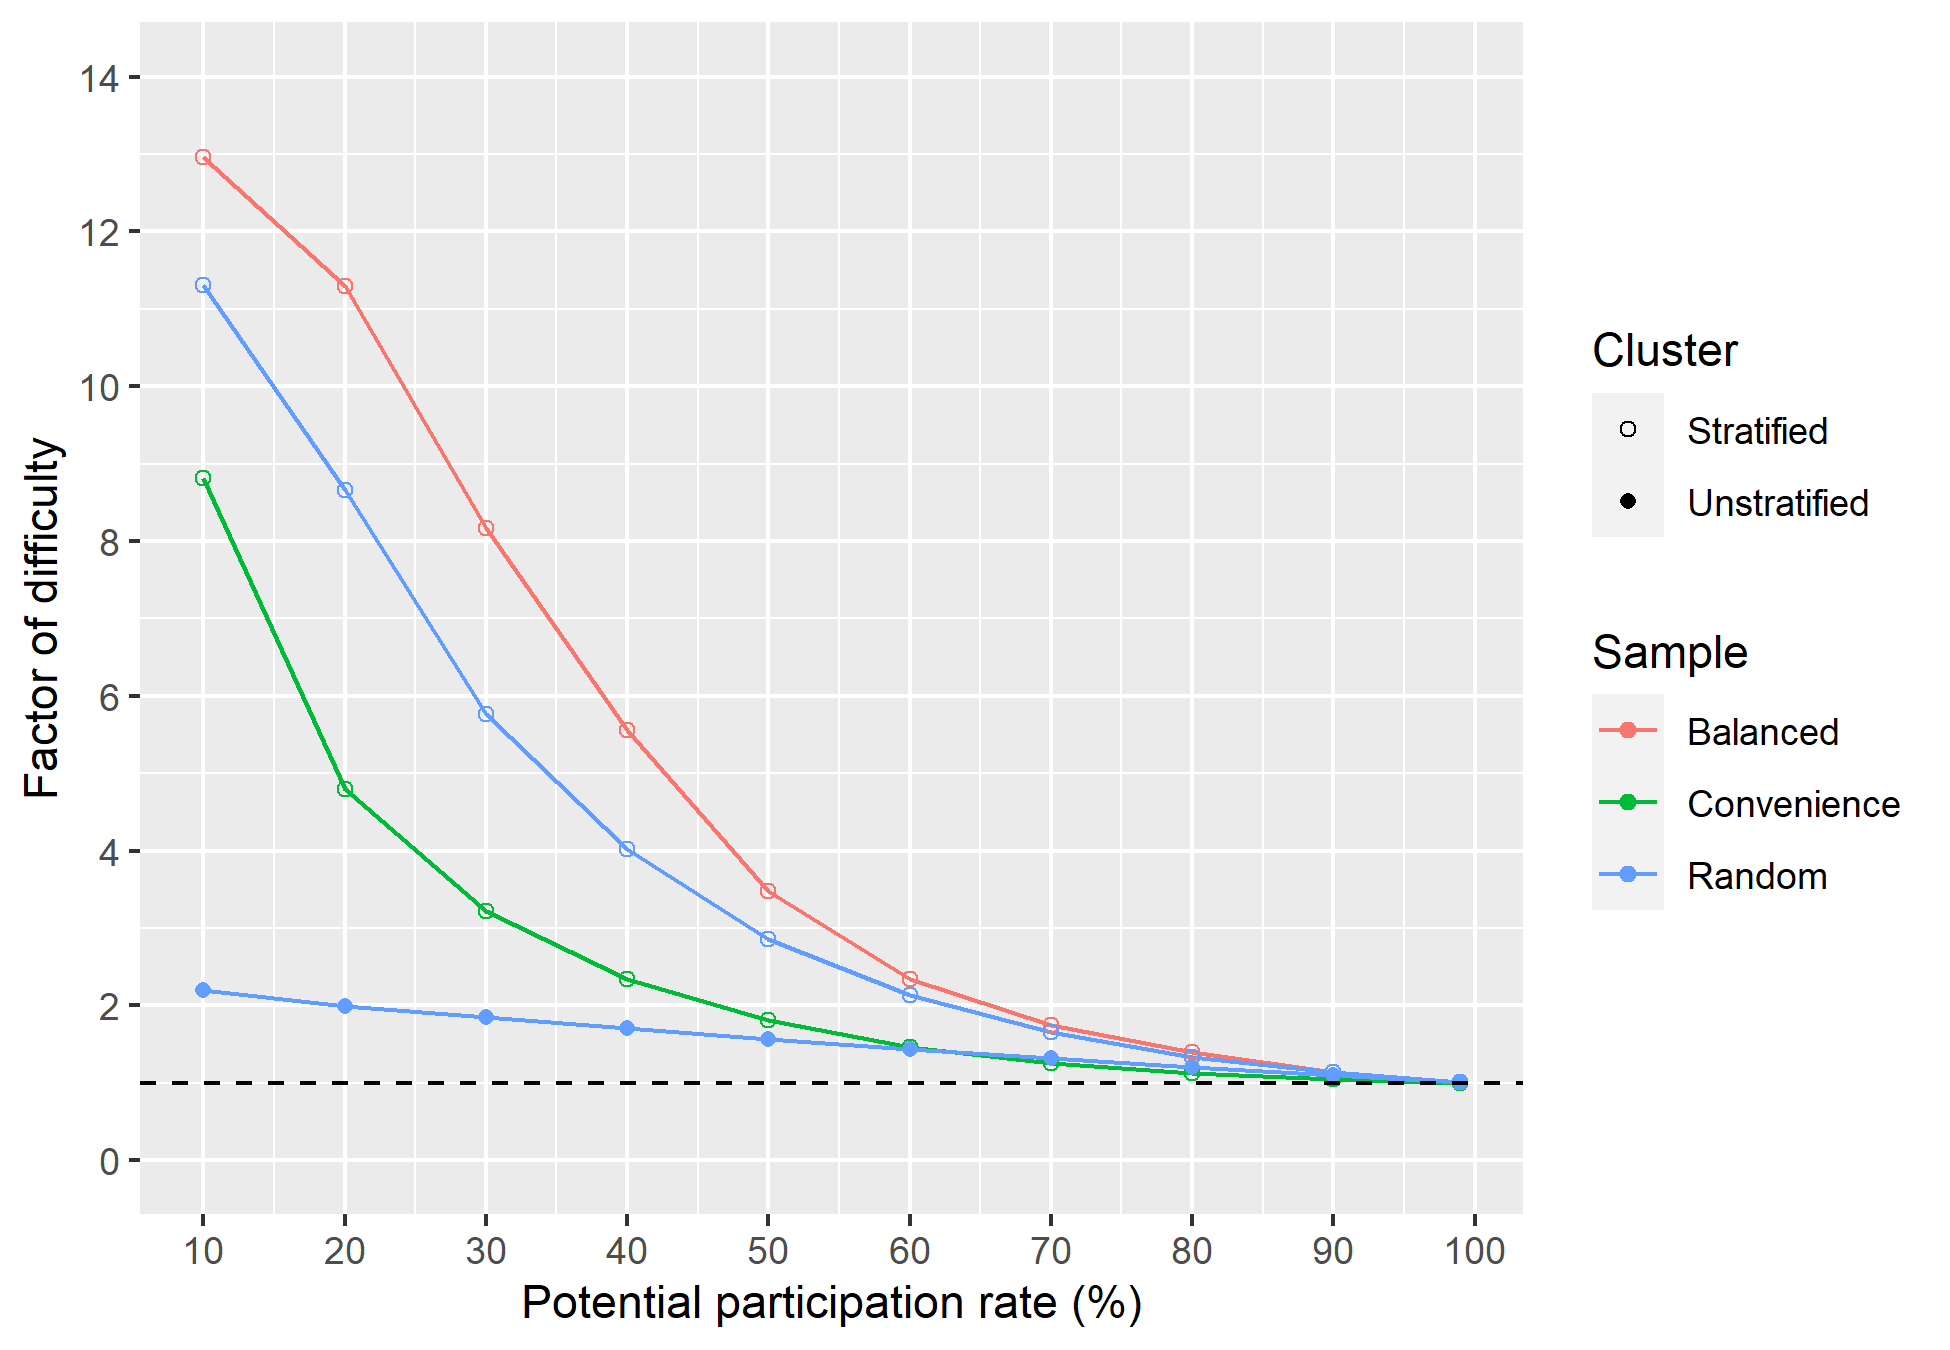 14
12
10
8
6
4
2
0
Factor of difficulty
10 20 30 40 50 60 70 80 90 100
Potential participation rate (%)
Cluster
Stratified
Unstratified
Sample
Balanced
Convenience
Random